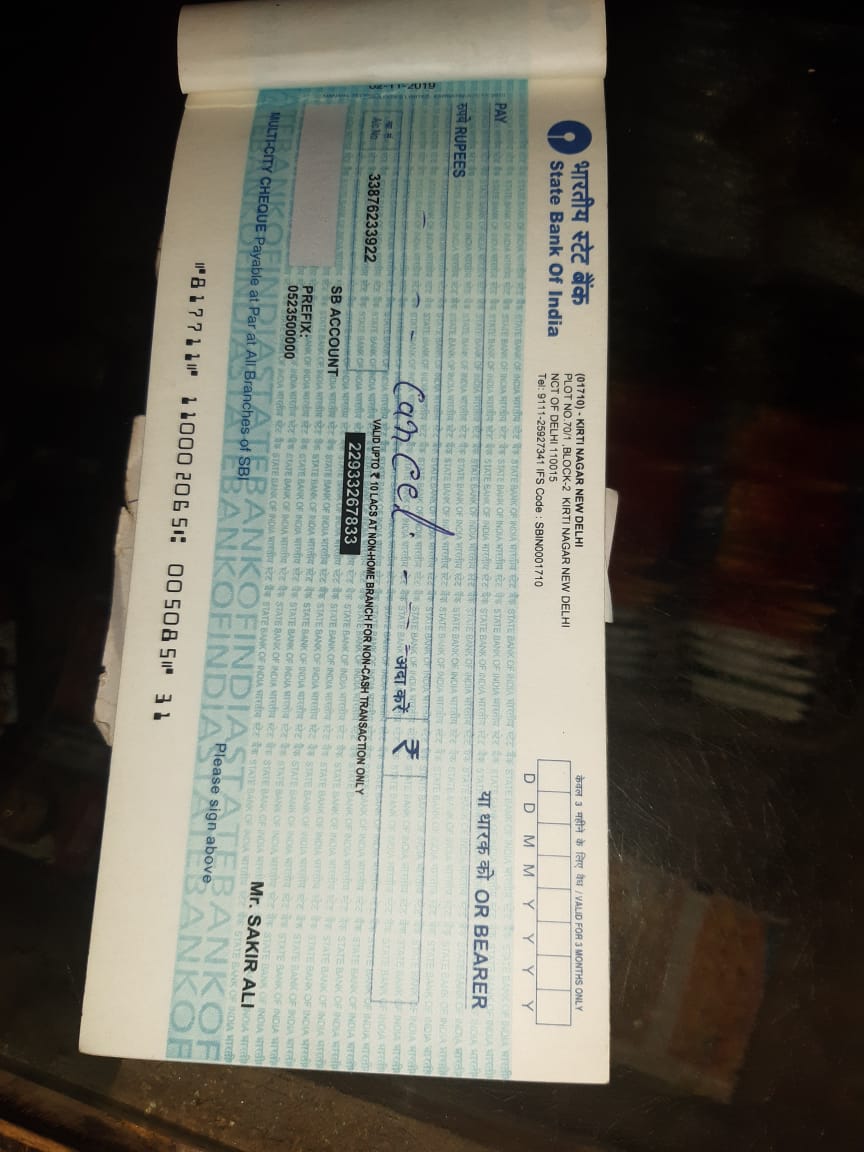 भारतीय स्टेट बैंक
State Bank Of India
(01710) - KIRTI NAGAR NEW DELHI
PLOT NO.70/1 ,BLOCK-2 KIRTI NAGAR NEW DELHI
NCT OF DELHI 110015
Tel: 9111-25927341 IFS Code : SBIN0001710
केवल 3 महीने के लिए वैध / VALID FOR 3 MONTHS ONLY
D D M M Y Y Y Y
PAY
या धारक को OR BEARER
रुपये RUPEES
- - - Cancel. - - -
अदा करें ₹
खा. सं.
A/c No.
33876233922
VALID UPTO ₹ 10 LACS AT NON-HOME BRANCH FOR NON-CASH TRANSACTION ONLY
22933267833
SB ACCOUNT
PREFIX:
0523500000
MULTI-CITY CHEQUE Payable at Par at All Branches of SBI
Mr. SAKIR ALI
Please sign above
STATEBANKOFINDIASTATEBANKOF
⑈817711⑈ 110002065⑆ 005085⑈ 31